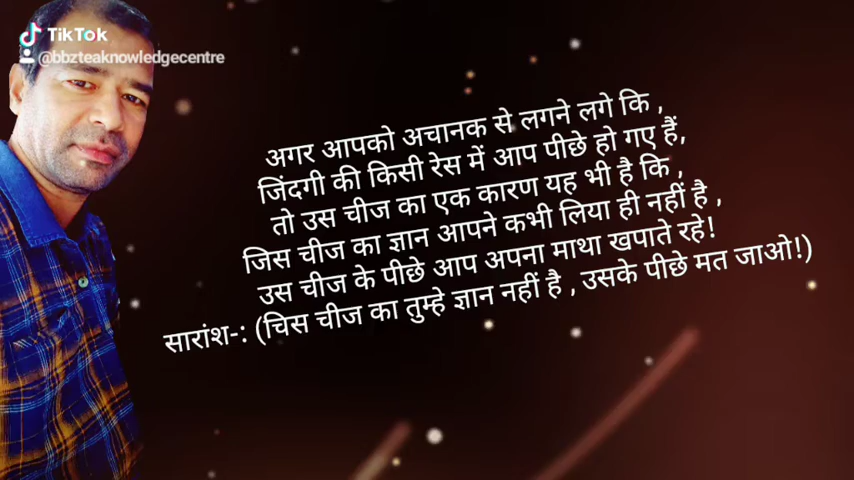 TikTok
@bbzteaknowledgecentre
अगर आपको अचानक से लगने लगे कि ,
जिंदगी की किसी रेस में आप पीछे हो गए हैं,
तो उस चीज का एक कारण यह भी है कि ,
जिस चीज का ज्ञान आपने कभी लिया ही नहीं है ,
उस चीज के पीछे आप अपना माथा खपाते रहे!
सारांश-: (चिस चीज का तुम्हे ज्ञान नहीं है , उसके पीछे मत जाओ!)